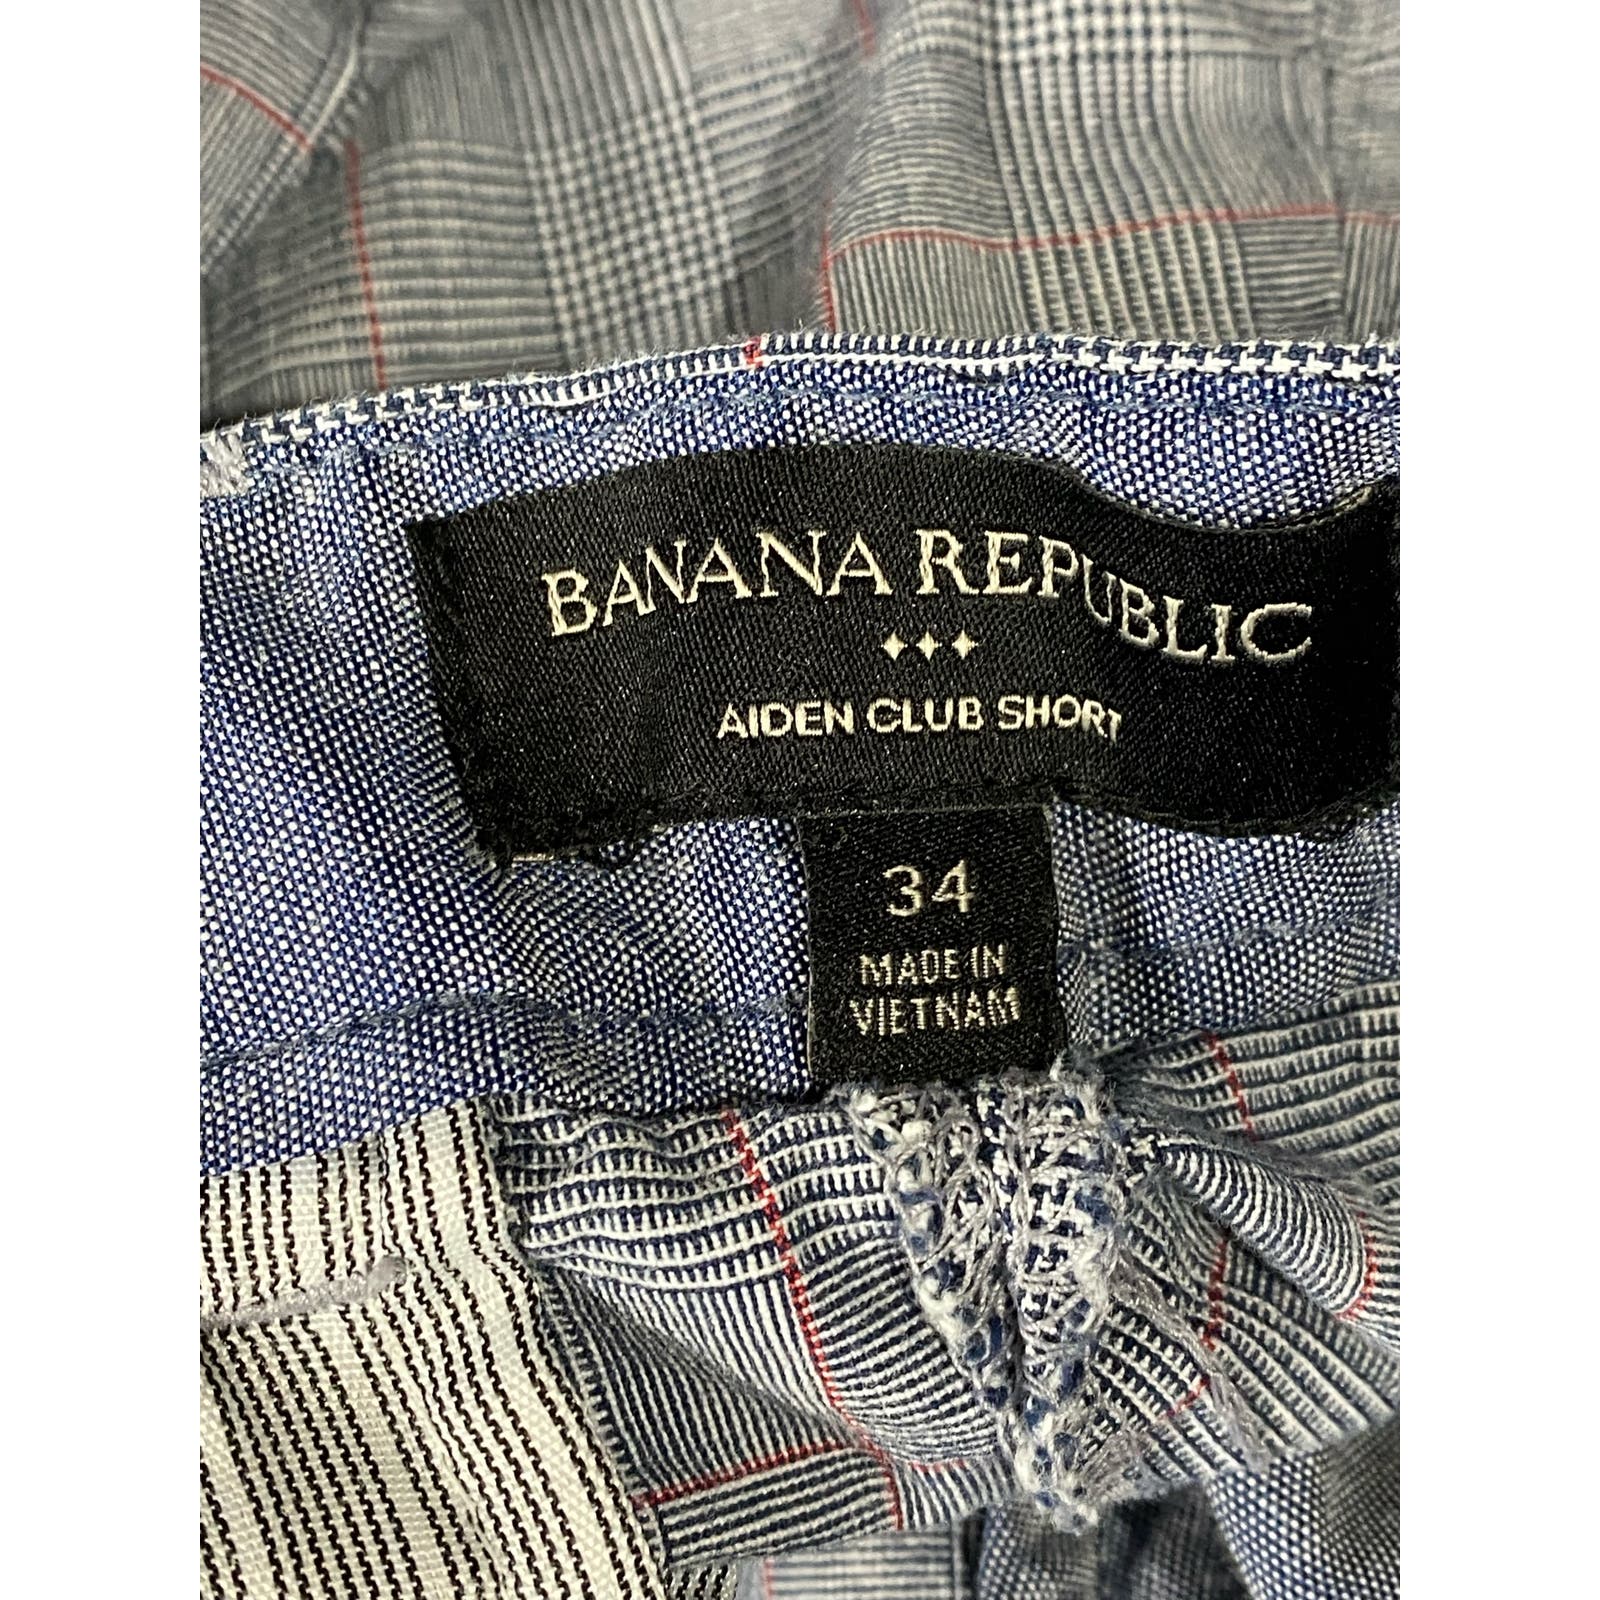 BANANA REPUBLIC
AIDEN CLUB SHORT
34
MADE IN
VIETNAM